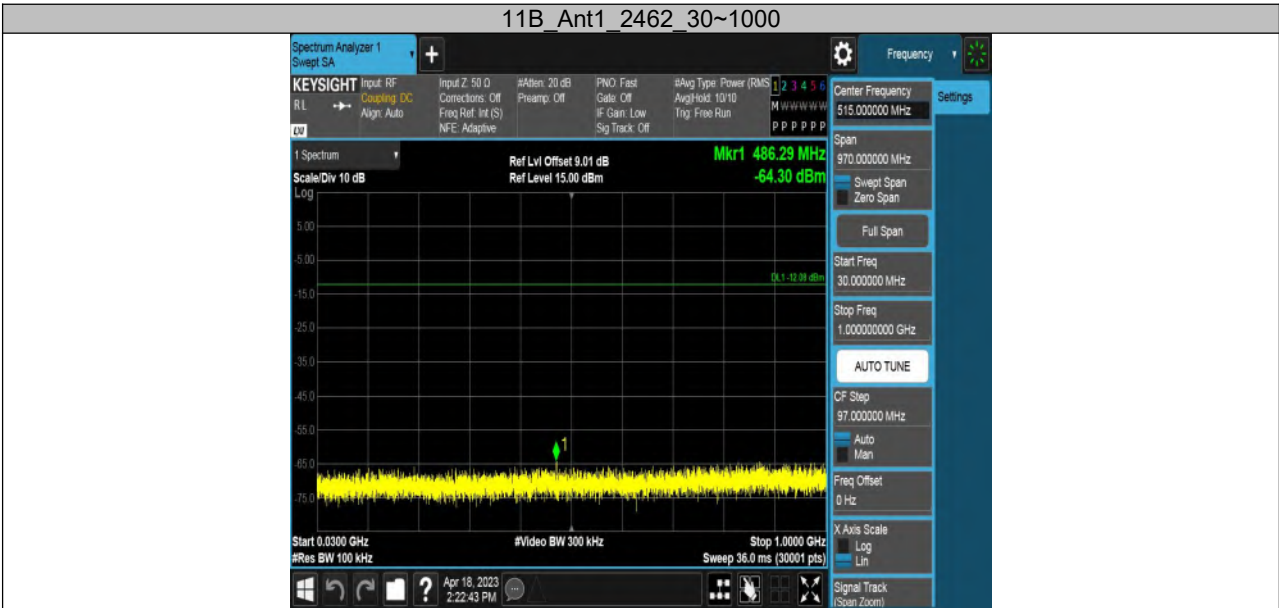 11B_Ant1_2462_30~1000
Spectrum Analyzer 1
Swept SA
+
Frequency
KEYSIGHT
RL
Input: RF
Coupling: DC
Align: Auto
Input Z: 50 Ω
Corrections: Off
Freq Ref: Int (S)
NFE: Adaptive
#Atten: 20 dB
Preamp: Off
PNO: Fast
Gate: Off
IF Gain: Low
Sig Track: Off
#Avg Type: Power (RMS
Avg|Hold: 10/10
Trig: Free Run
1 2 3 4 5 6
M W W W W W
P P P P P P
1 Spectrum
Scale/Div 10 dB
Log
Ref Lvl Offset 9.01 dB
Ref Level 15.00 dBm
Mkr1 486.29 MHz
-64.30 dBm
5.00
-5.00
DL1 -12.08 dBm
-15.0
-25.0
-35.0
-45.0
-55.0
1
-65.0
-75.0
Start 0.0300 GHz
#Res BW 100 kHz
#Video BW 300 kHz
Stop 1.0000 GHz
Sweep 36.0 ms (30001 pts)
?
Apr 18, 2023
2:22:43 PM
Center Frequency
515.000000 MHz
Settings
Span
970.000000 MHz
Swept Span
Zero Span
Full Span
Start Freq
30.000000 MHz
Stop Freq
1.000000000 GHz
AUTO TUNE
CF Step
97.000000 MHz
Auto
Man
Freq Offset
0 Hz
X Axis Scale
Log
Lin
Signal Track
(Span Zoom)